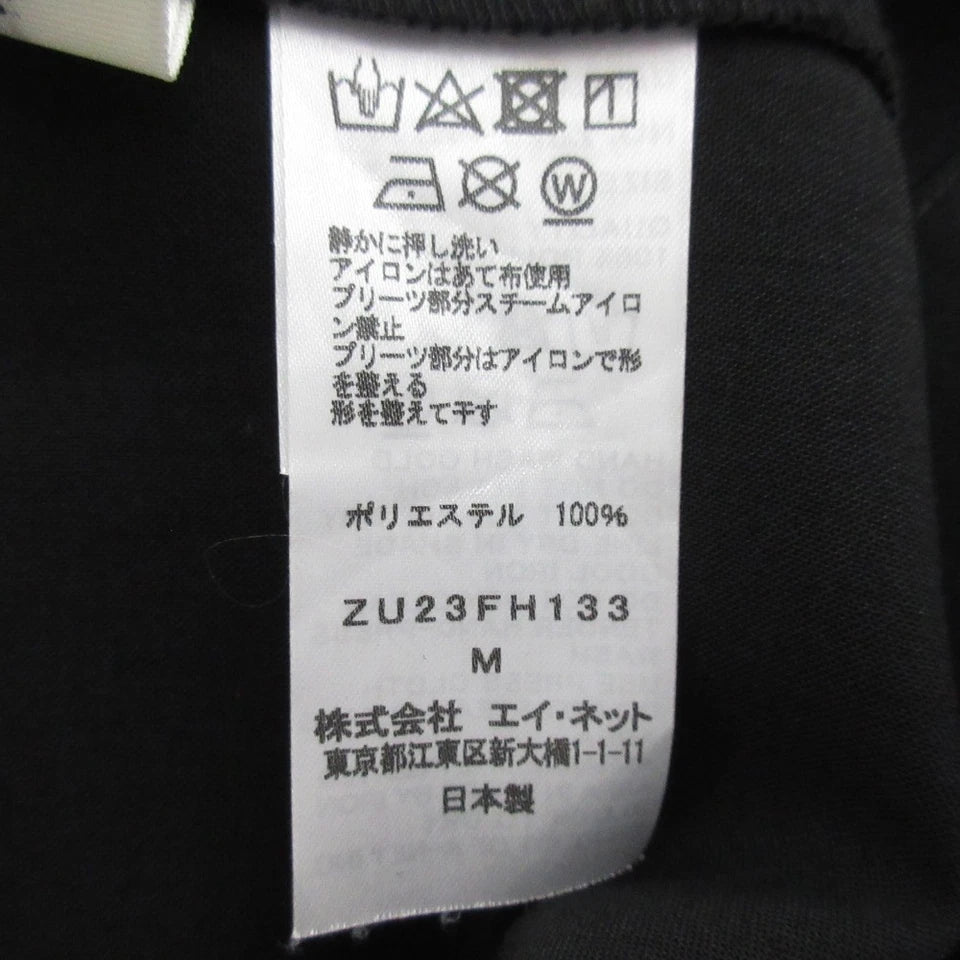 静かに押し洗い
アイロンはあて布使用
プリーツ部分スチームアイロ
ン禁止
プリーツ部分はアイロンで形
を整える
形を整えて干す
ポリエステル 100%
ZU23FH133
M
株式会社 エイ・ネット
東京都江東区新大橋1-1-11
日本製